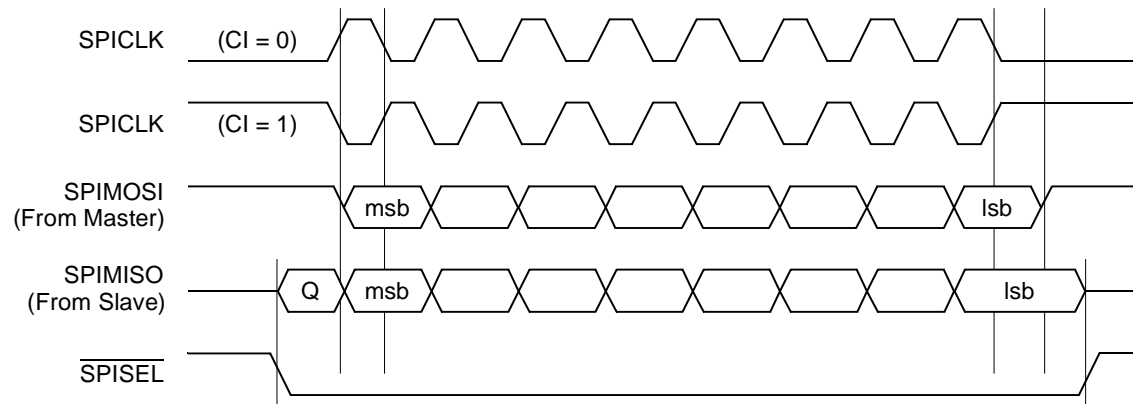 SPICLK (CI = 0)
SPICLK (CI = 1)
SPIMOSI
(From Master)
msb lsb
SPIMISO
(From Slave)
Q msb lsb
SPISEL